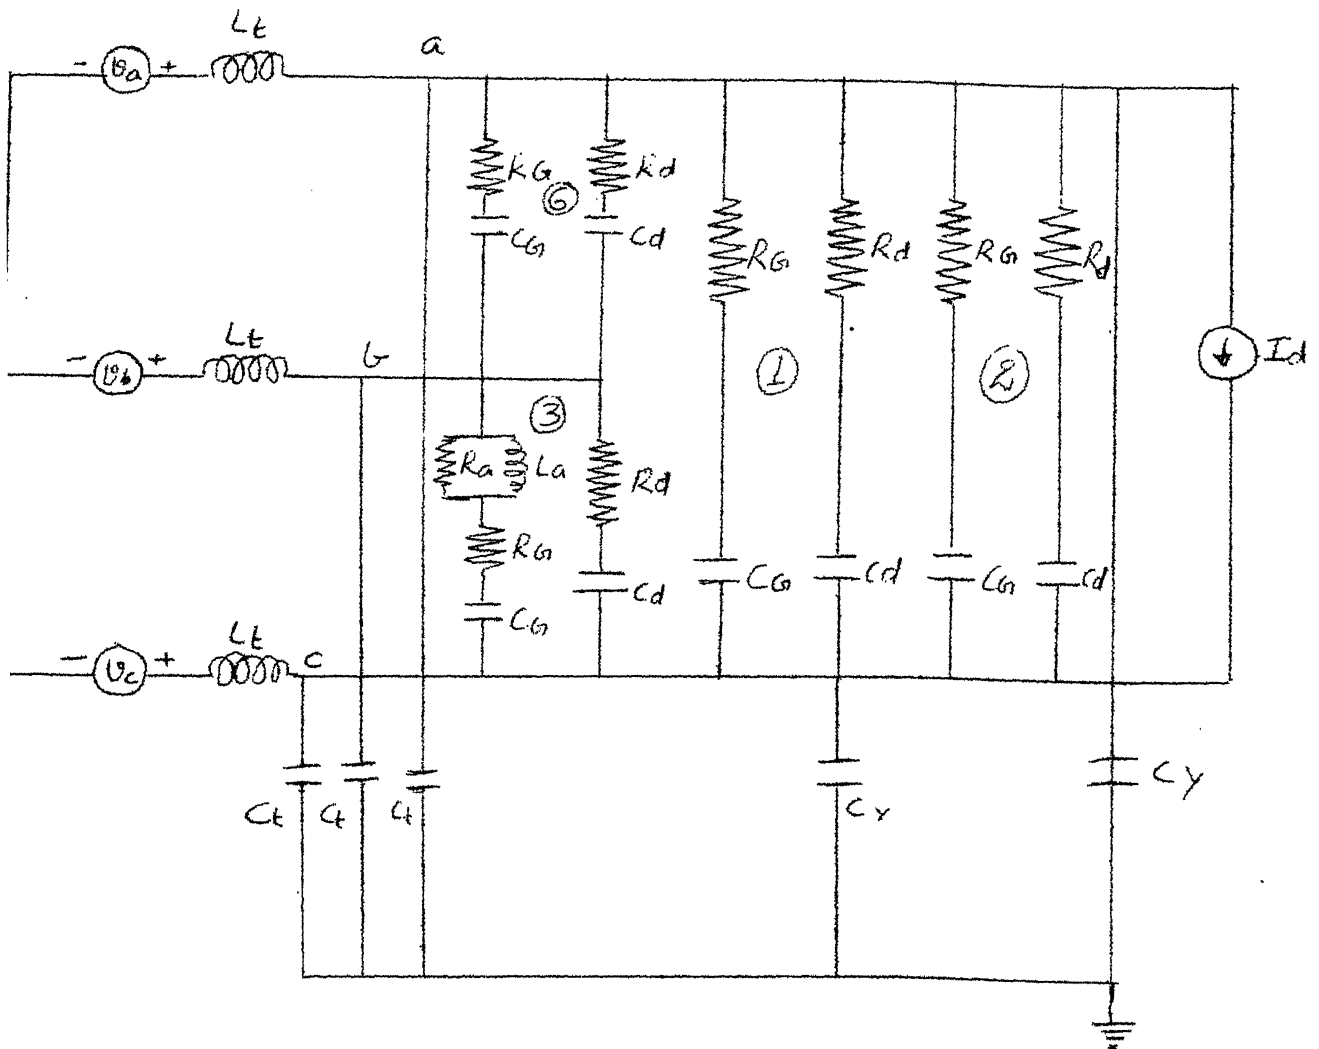 Lt
a
- va +
kG
kd
6
CG
Cd
RG
Rd
RG
Rd
Lt
b
- vb +
1
2
Id
3
Ra
La
Rd
RG
Cd
CG
Cd
CG
Cd
CG
Lt
c
- vc +
Ct
Ct
Ct
Cy
Cy